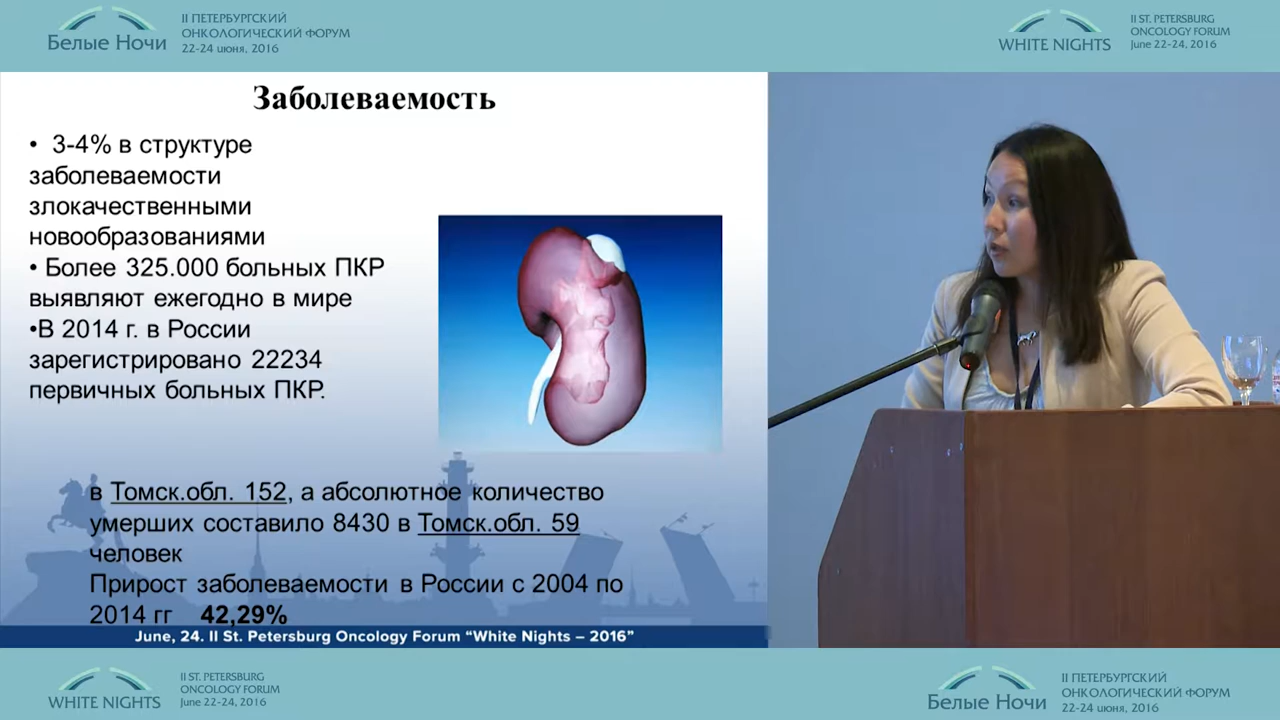 Белые Ночи
II ПЕТЕРБУРГСКИЙ
ОНКОЛОГИЧЕСКИЙ ФОРУМ
22-24 июня, 2016
WHITE NIGHTS
II ST. PETERSBURG
ONCOLOGY FORUM
June 22-24, 2016
Заболеваемость
• 3-4% в структуре
заболеваемости
злокачественными
новообразованиями
• Более 325.000 больных ПКР
выявляют ежегодно в мире
•В 2014 г. в России
зарегистрировано 22234
первичных больных ПКР.
в Томск.обл. 152, а абсолютное количество
умерших составило 8430 в Томск.обл. 59
человек
Прирост заболеваемости в России с 2004 по
2014 гг 42,29%
June, 24. II St. Petersburg Oncology Forum “White Nights – 2016”
WHITE NIGHTS
II ST. PETERSBURG
ONCOLOGY FORUM
June 22-24, 2016
Белые Ночи
II ПЕТЕРБУРГСКИЙ
ОНКОЛОГИЧЕСКИЙ ФОРУМ
22-24 июня, 2016